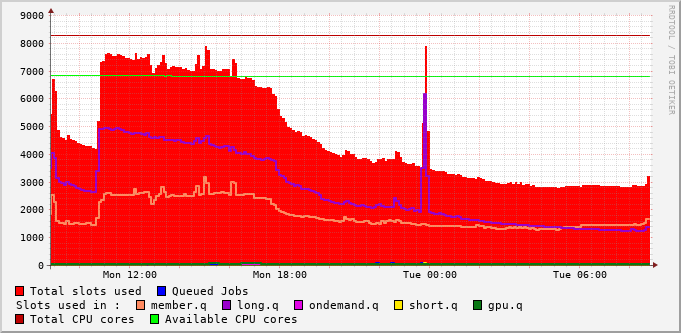 9000
8000
7000
6000
5000
4000
3000
2000
1000
0
Mon 12:00 Mon 18:00 Tue 00:00 Tue 06:00
RRDTOOL / TOBI OETIKER
Total slots used Queued Jobs
Slots used in : member.q long.q ondemand.q short.q gpu.q
Total CPU cores Available CPU cores